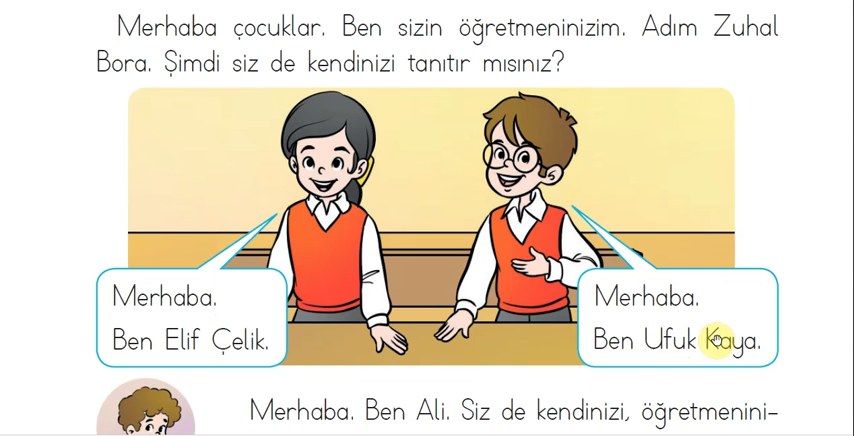 Merhaba çocuklar. Ben sizin öğretmeninizim. Adım Zuhal
Bora. Şimdi siz de kendinizi tanıtır mısınız?
Merhaba.
Ben Elif Çelik.
Merhaba.
Ben Ufuk Kaya.
Merhaba. Ben Ali. Siz de kendinizi, öğretmenini-